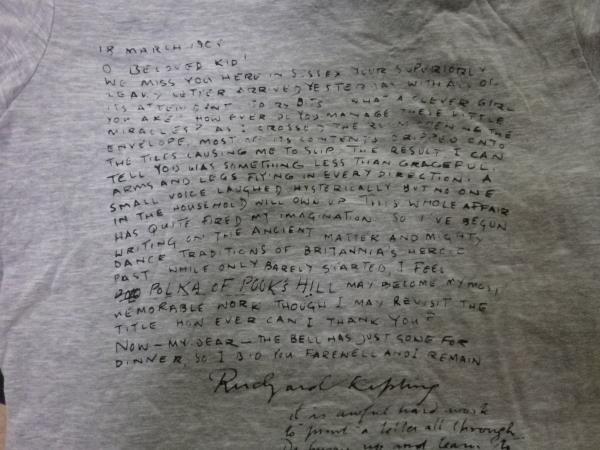 18 MARCH 190
O BELOVED KID!
WE MISS YOU HERE IN SUSSEX YOUR SUPERIORLY
LEAKY LETTER ARRIVED YESTERDAY WITH ALL OF
ITS ATTENDANT WHAT A CLEVER GIRL
YOU ARE! HOW EVER DO YOU MANAGE THESE LITTLE
MIRACLES? AS I CROSSED THE ROOM OPENING THE
ENVELOPE, MOST OF ITS CONTENTS DRIPPED ONTO
THE TILES CAUSING ME TO SLIP. THE RESULT, I CAN
TELL YOU WAS SOMETHING LESS THAN GRACEFUL.
ARMS AND LEGS FLYING IN EVERY DIRECTION! A
SMALL VOICE LAUGHED HYSTERICALLY BUT NO ONE
IN THE HOUSEHOLD WILL OWN UP. THIS WHOLE AFFAIR
HAS QUITE FIRED MY IMAGINATION. SO I'VE BEGUN
WRITING ON THE ANCIENT MATTER AND MIGHTY
DANCE TRADITIONS OF BRITANNIA'S HEROIC
PAST. WHILE ONLY BARELY STARTED, I FEEL
POLKA OF POOK'S HILL MAY BECOME MY MOST
MEMORABLE WORK THOUGH I MAY REVISIT THE
TITLE HOW EVER CAN I THANK YOU?
NOW - MY DEAR - THE BELL HAS JUST GONE FOR
DINNER, SO I BID YOU FAREWELL AND I REMAIN
Rudyard Kipling
it is awful hard work
to print a letter all through
up and learn to